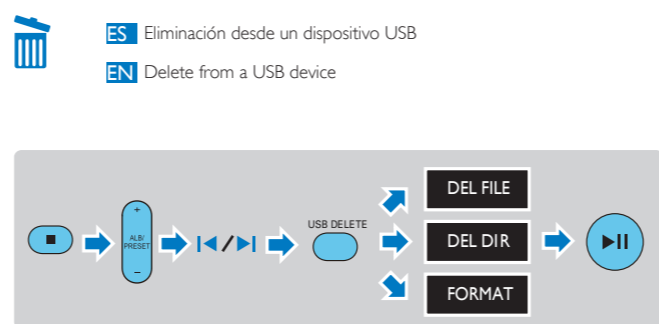 ES Eliminación desde un dispositivo USB
EN Delete from a USB device
+
ALB/
PRESET
−
USB DELETE
DEL FILE
DEL DIR
FORMAT